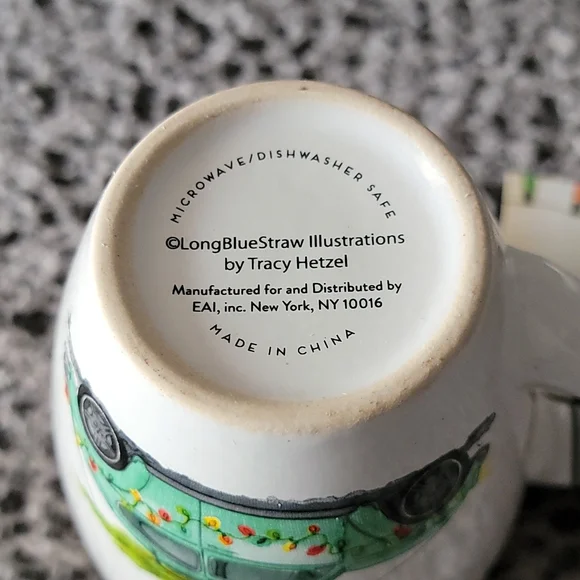 MICROWAVE/DISHWASHER SAFE
©LongBlueStraw Illustrations
by Tracy Hetzel
Manufactured for and Distributed by
EAI, inc. New York, NY 10016
MADE IN CHINA